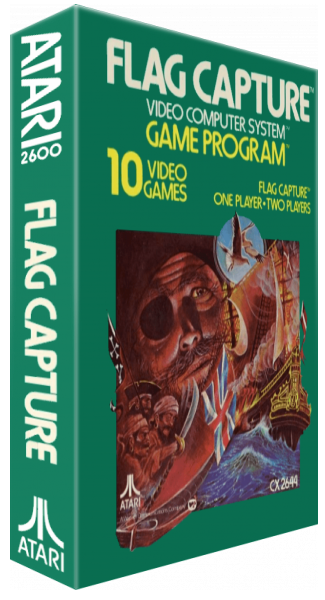 ATARI
2600
FLAG CAPTURE
ATARI
FLAG CAPTURE™
VIDEO COMPUTER SYSTEM™
GAME PROGRAM™
10 VIDEO
GAMES
FLAG CAPTURE™
ONE PLAYER•TWO PLAYERS
CX2644
ATARI